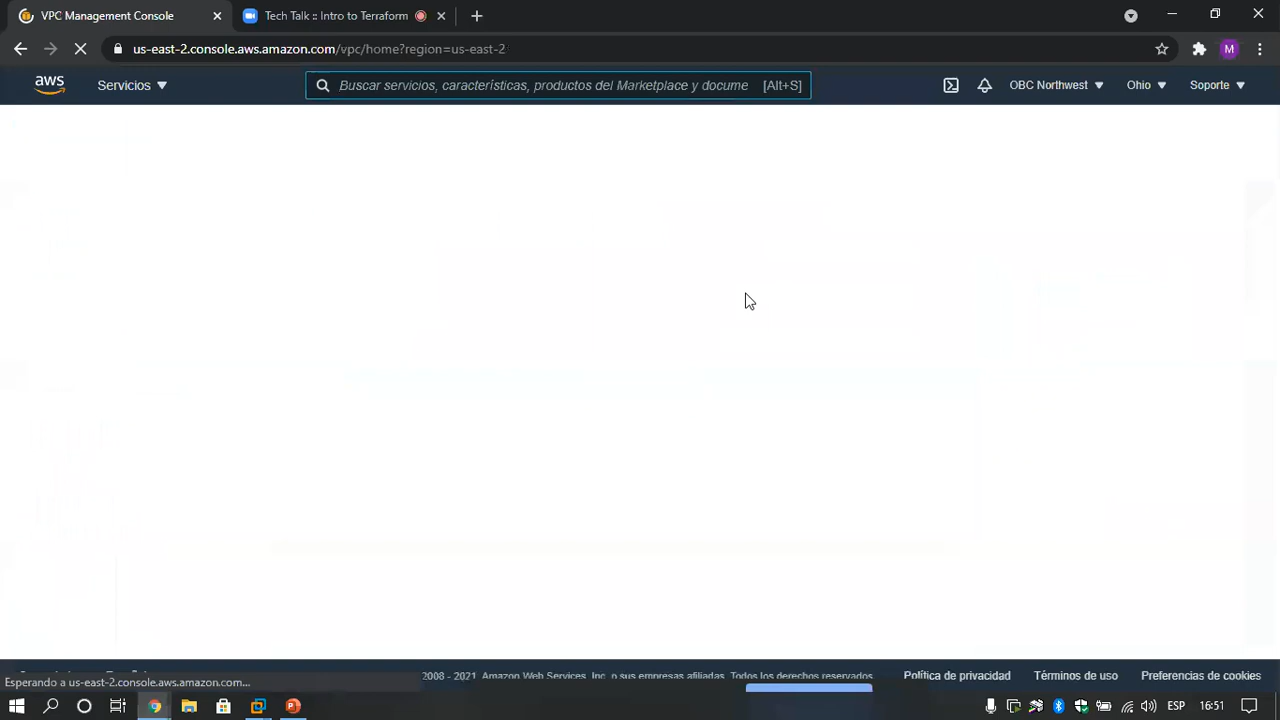 VPC Management Console
Tech Talk :: Intro to Terraform
us-east-2.console.aws.amazon.com/vpc/home?region=us-east-2
M
aws
Servicios
Buscar servicios, características, productos del Marketplace y docume
[Alt+S]
OBC Northwest
Ohio
Soporte
Esperando a us-east-2.console.aws.amazon.com...
2008 - 2021, Amazon Web Services, Inc. o sus empresas afiliadas. Todos los derechos reservados.
Política de privacidad
Términos de uso
Preferencias de cookies
ESP
16:51